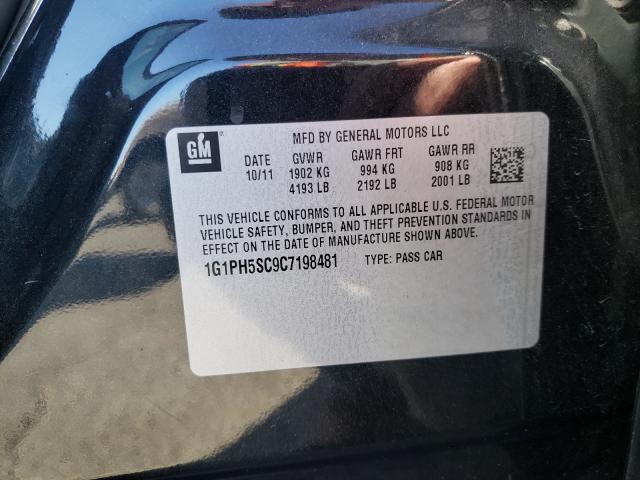 GM
MFD BY GENERAL MOTORS LLC
DATE GVWR GAWR FRT GAWR RR
10/11 1902 KG 994 KG 908 KG
4193 LB 2192 LB 2001 LB
THIS VEHICLE CONFORMS TO ALL APPLICABLE U.S. FEDERAL MOTOR
VEHICLE SAFETY, BUMPER, AND THEFT PREVENTION STANDARDS IN
EFFECT ON THE DATE OF MANUFACTURE SHOWN ABOVE.
1G1PH5SC9C7198481 TYPE: PASS CAR